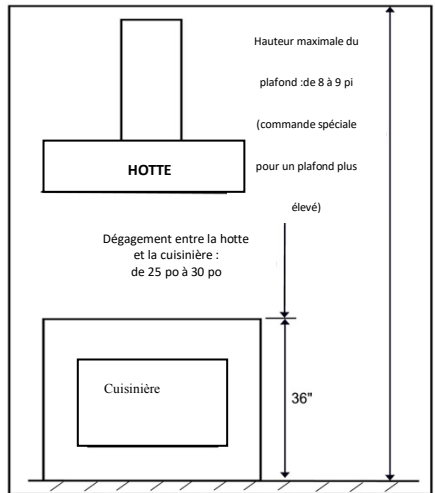 Hauteur maximale du
plafond :de 8 à 9 pi
(commande spéciale
pour un plafond plus
élevé)
HOTTE
Dégagement entre la hotte
et la cuisinière :
de 25 po à 30 po
Cuisinière
36"